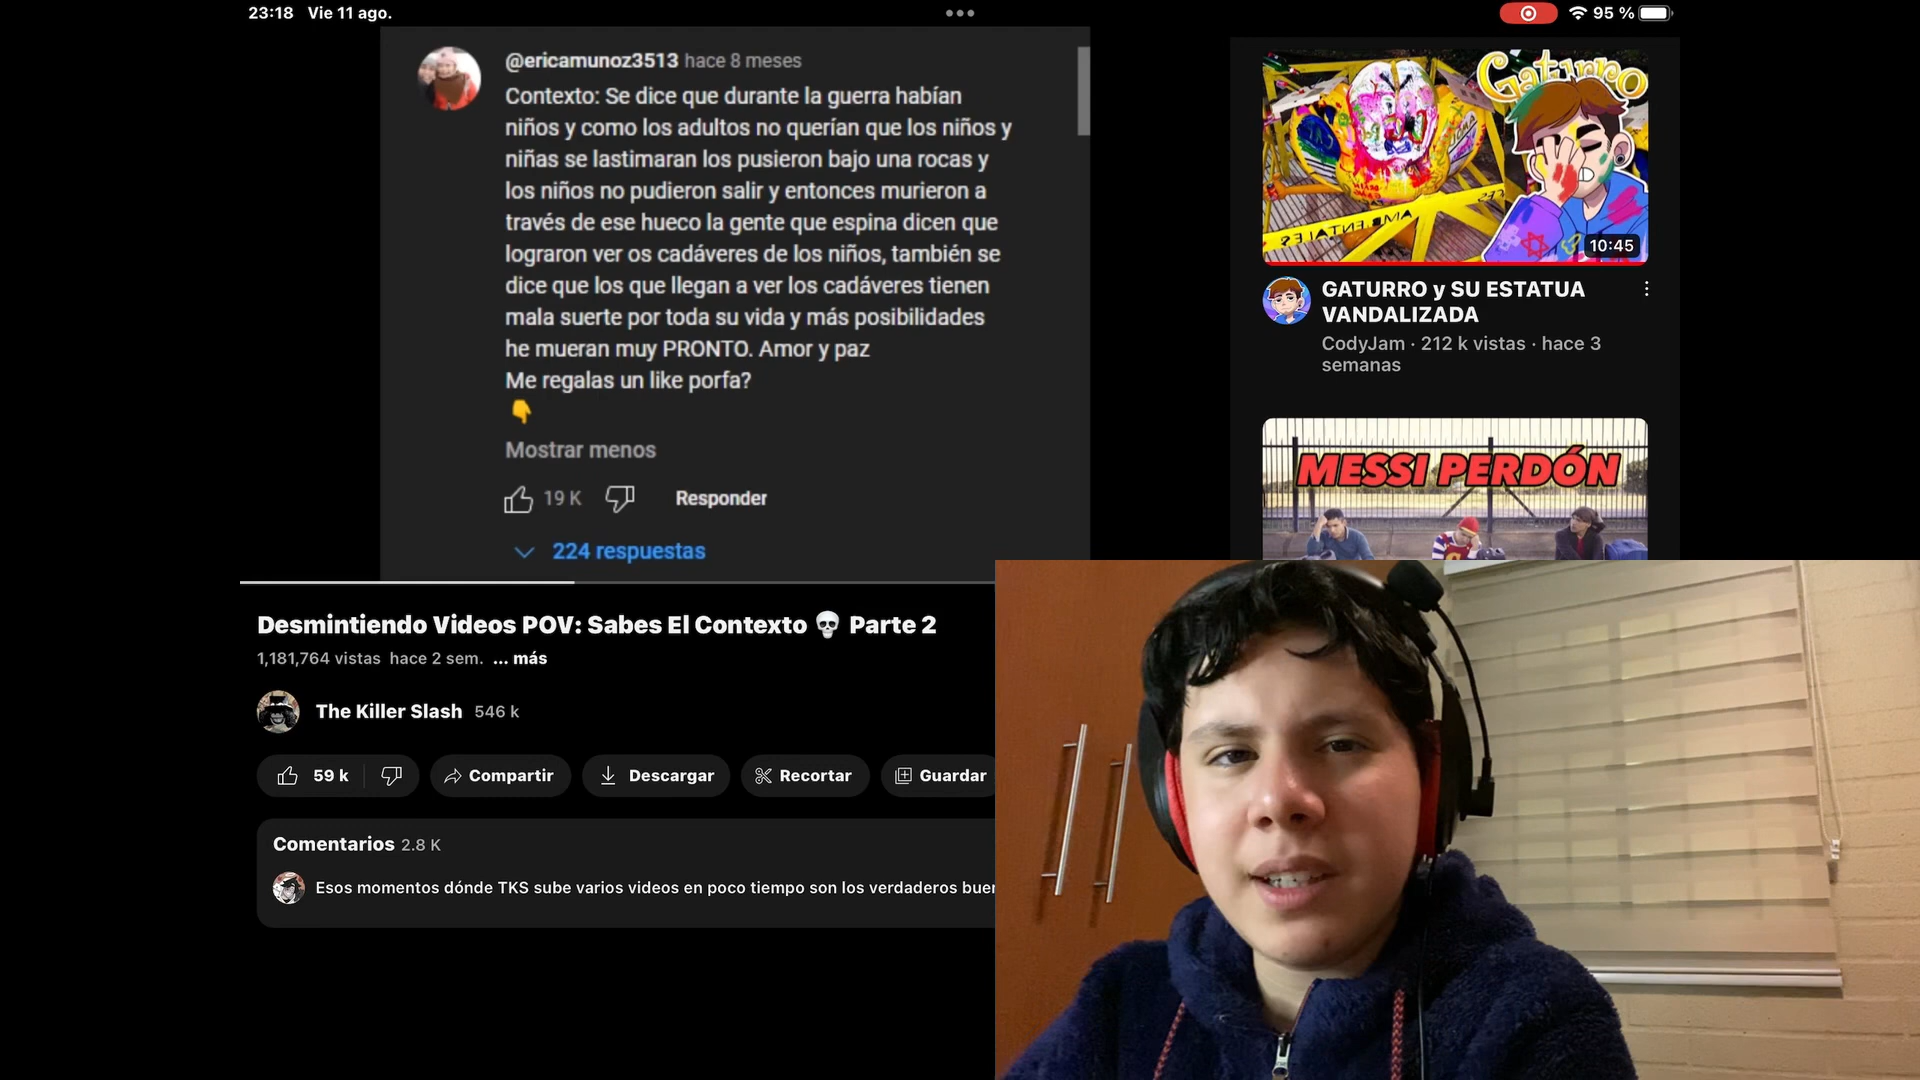 23:18 Vie 11 ago.
95 %
@ericamunoz3513 hace 8 meses
Contexto: Se dice que durante la guerra habían
niños y como los adultos no querían que los niños y
niñas se lastimaran los pusieron bajo una rocas y
los niños no pudieron salir y entonces murieron a
través de ese hueco la gente que espina dicen que
lograron ver os cadáveres de los niños, también se
dice que los que llegan a ver los cadáveres tienen
mala suerte por toda su vida y más posibilidades
he mueran muy PRONTO. Amor y paz
Me regalas un like porfa?
👇
Mostrar menos
19 K Responder
224 respuestas
Desmintiendo Videos POV: Sabes El Contexto 💀 Parte 2
1,181,764 vistas hace 2 sem. ... más
The Killer Slash 546 k
59 k Compartir Descargar Recortar Guardar
Comentarios 2.8 K
Esos momentos dónde TKS sube varios videos en poco tiempo son los verdaderos
Gaturro
10:45
GATURRO y SU ESTATUA
VANDALIZADA
CodyJam · 212 k vistas · hace 3
semanas
MESSI PERDÓN